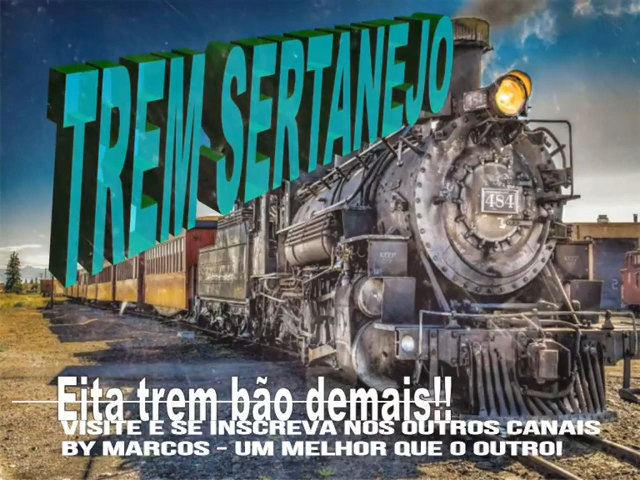 TREM SERTANEJO
484
484
Eita trem bão demais!!
VISITE E SE INSCREVA NOS OUTROS CANAIS
BY MARCOS - UM MELHOR QUE O OUTRO!